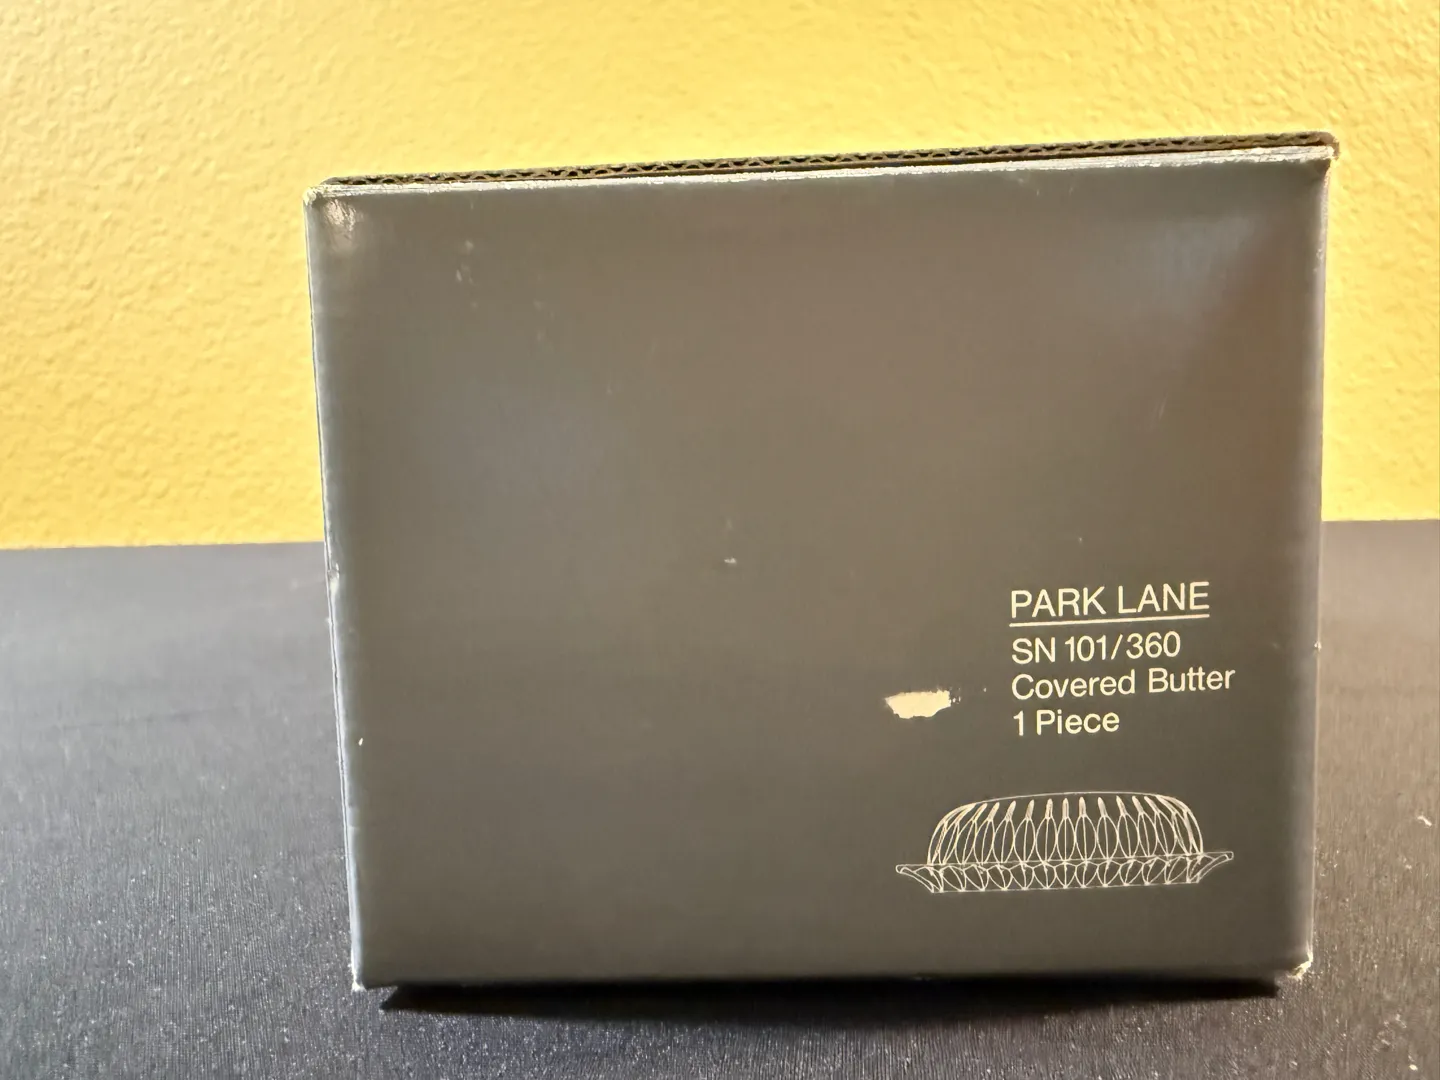 PARK LANE
SN 101/360
Covered Butter
1 Piece